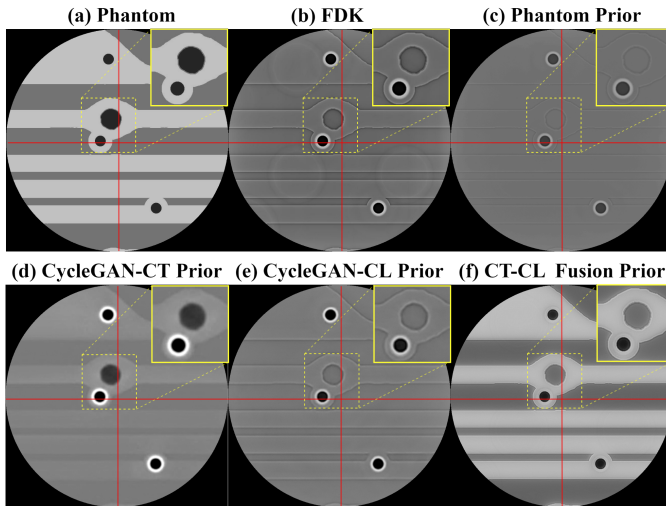 (a) Phantom
(b) FDK
(c) Phantom Prior
(d) CycleGAN-CT Prior
(e) CycleGAN-CL Prior
(f) CT-CL Fusion Prior